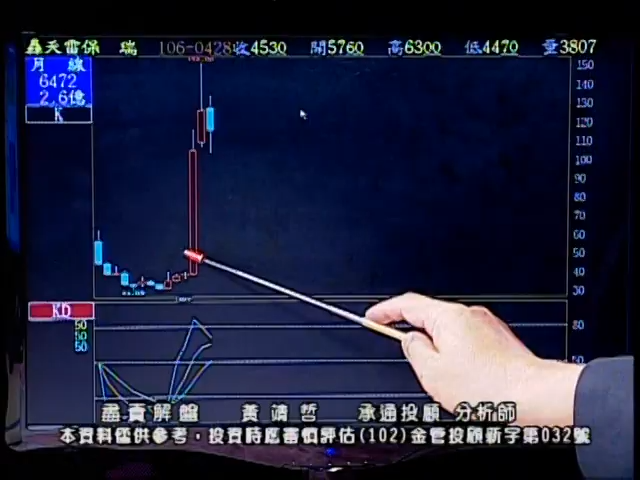 轟天雷保 瑞 106-0428收4530 開5760 高6300 低4470 量3807
月 線
6472
2.6億
K
150
140
130
120
110
100
90
80
70
60
50
40
30
KD
50
50
50
80
50
盡責解盤 黃靖哲 承通投顧 分析師
本資料僅供參考，投資時應審慎評估(102)金管投顧新字第032號